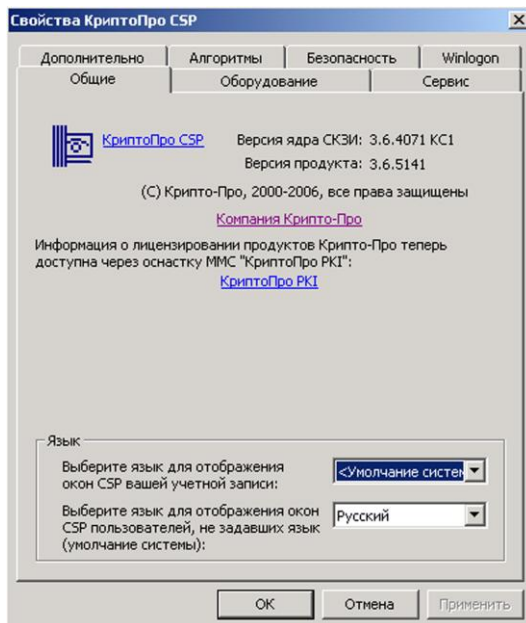 Свойства КриптоПро CSP
Дополнительно Алгоритмы Безопасность Winlogon
Общие Оборудование Сервис
КриптоПро CSP Версия ядра СКЗИ: 3.6.4071 КС1
Версия продукта: 3.6.5141
(С) Крипто-Про, 2000-2006, все права защищены
Компания Крипто-Про
Информация о лицензировании продуктов Крипто-Про теперь
доступна через оснастку ММС "КриптоПро PKI":
КриптоПро PKI
Язык
Выберите язык для отображения
окон CSP вашей учетной записи:
<Умолчание систем
Выберите язык для отображения окон
CSP пользователей, не задавших язык
(умолчание системы):
Русский
ОК Отмена Применить